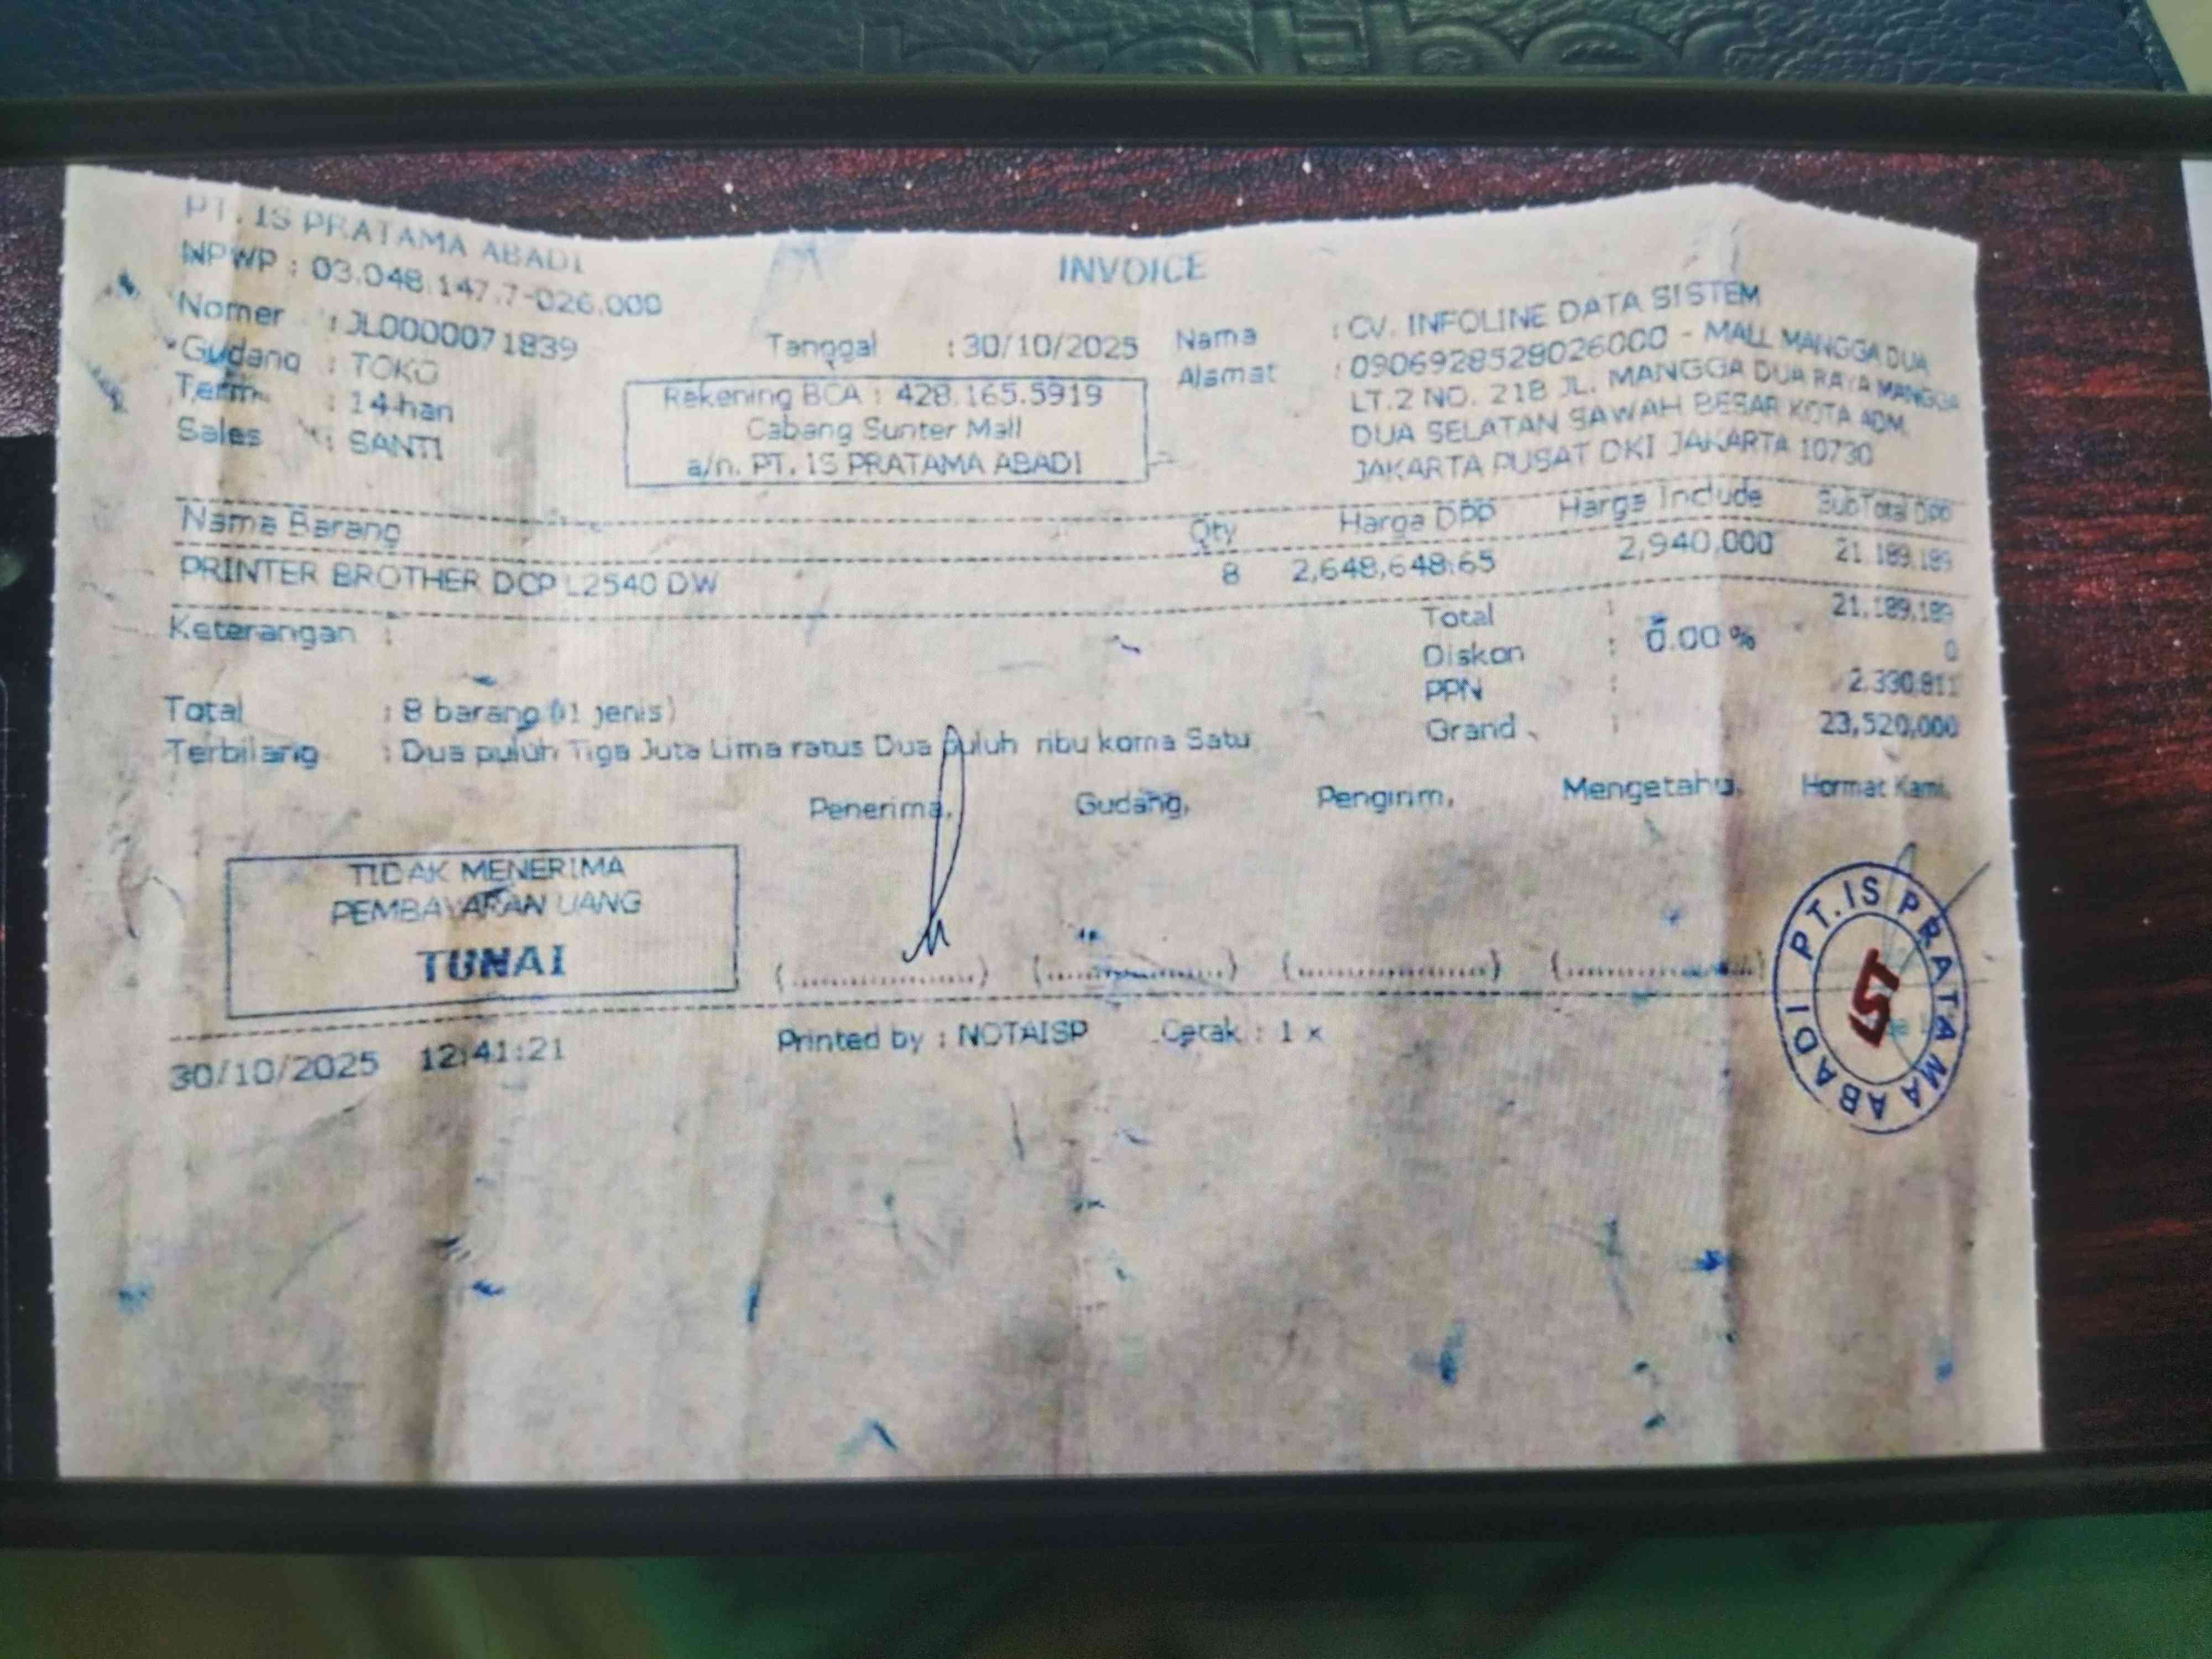 brother
PT. IS PRATAMA ABADI
NPWP : 03.048.147.7-026.000
INVOICE
Nomer : JL0000071839
Gudang : TOKO
Term : 14 hari
Sales : SANTI
Tanggal : 30/10/2025
Rekening BCA : 428.165.5919
Cabang Sunter Mall
a/n. PT. IS PRATAMA ABADI
Nama : CV. INFOLINE DATA SISTEM
Alamat : 0906928528026000 - MALL MANGGA DUA
LT.2 NO. 21B JL. MANGGA DUA RAYA MANGGA
DUA SELATAN SAWAH BESAR KOTA ADM.
JAKARTA PUSAT DKI JAKARTA 10730
Nama Barang Qty Harga DPP Harga Include SubTotal DPP
PRINTER BROTHER DCP L2540 DW 8 2,648,648.65 2,940,000 21,189,189
Keterangan :
Total : 21,189,189
Diskon : 0.00 % 0
PPN : 2,330,811
Grand : 23,520,000
Total : 8 barang (1 jenis)
Terbilang : Dua puluh Tiga Juta Lima ratus Dua puluh ribu koma Satu
Penerima, Gudang, Pengirim, Mengetahui, Hormat Kami,
TIDAK MENERIMA
PEMBAYARAN UANG
TUNAI
(....................) (....................) (....................) (....................)
PT. IS PRATAMA ABADI
IST
30/10/2025 12:41:21 Printed by : NOTAISP Cetak : 1 x